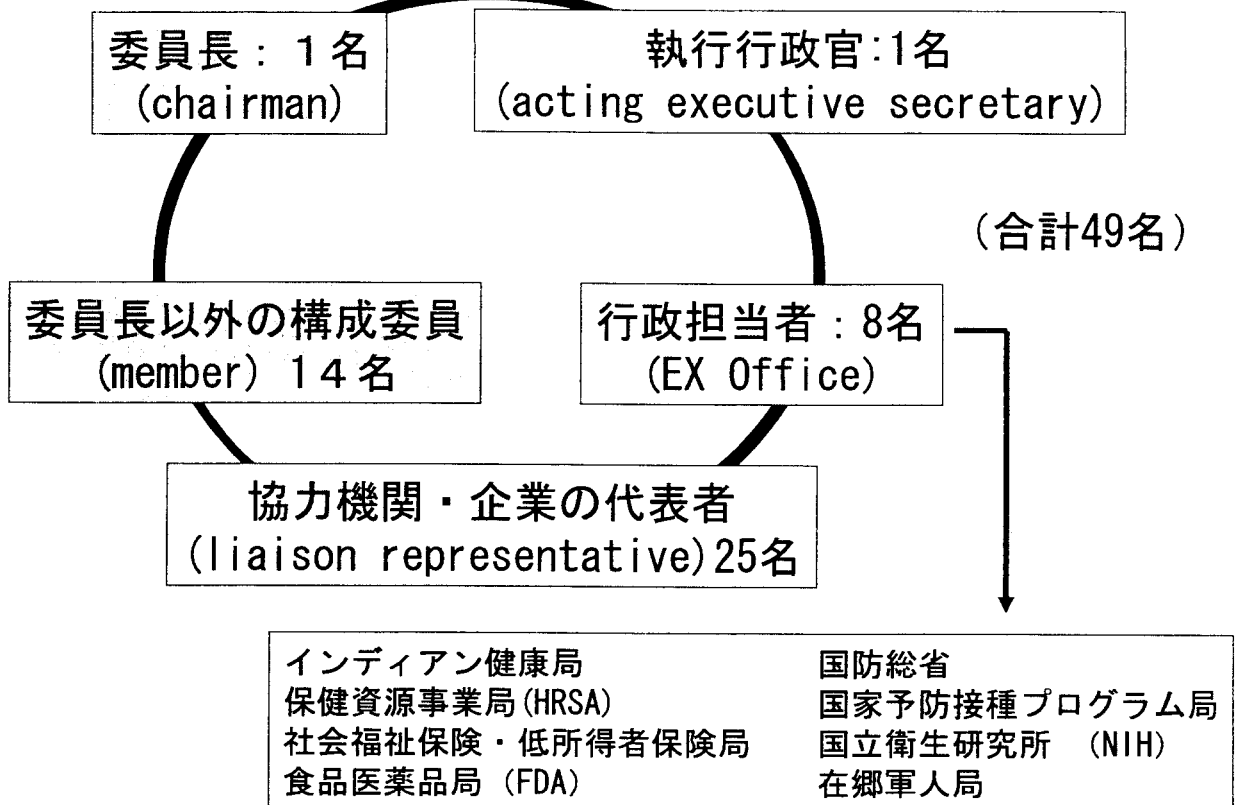 委員長：１名
(chairman)
執行行政官：1名
(acting executive secretary)
（合計49名）
委員長以外の構成委員
(member) １４名
行政担当者：8名
(EX Office)
協力機関・企業の代表者
(liaison representative)25名
インディアン健康局
保健資源事業局(HRSA)
社会福祉保険・低所得者保険局
食品医薬品局 (FDA)
国防総省
国家予防接種プログラム局
国立衛生研究所 (NIH)
在郷軍人局